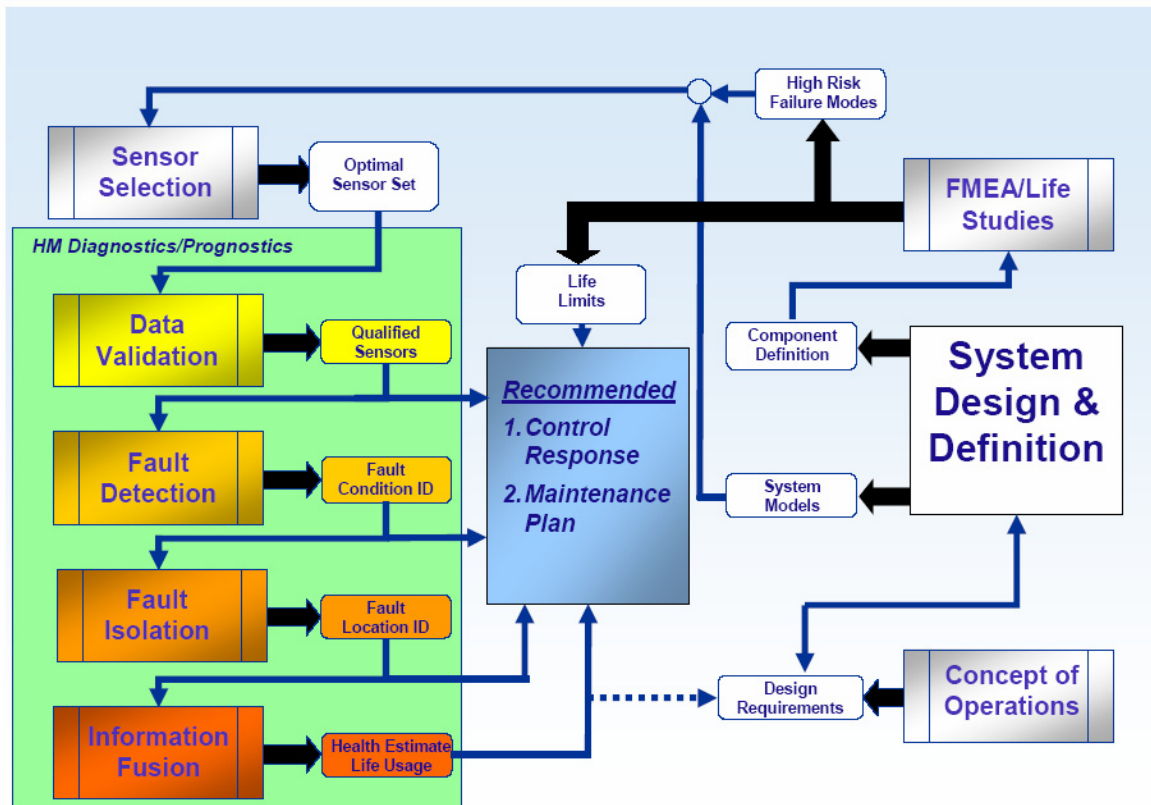 High Risk
Failure Modes
Sensor
Selection
Optimal
Sensor Set
FMEA/Life
Studies
HM Diagnostics/Prognostics
Life
Limits
Data
Validation
Qualified
Sensors
Component
Definition
System
Design &
Definition
Recommended
1. Control
Response
2. Maintenance
Plan
Fault
Detection
Fault
Condition ID
System
Models
Fault
Isolation
Fault
Location ID
Design
Requirements
Concept of
Operations
Information
Fusion
Health Estimate
Life Usage